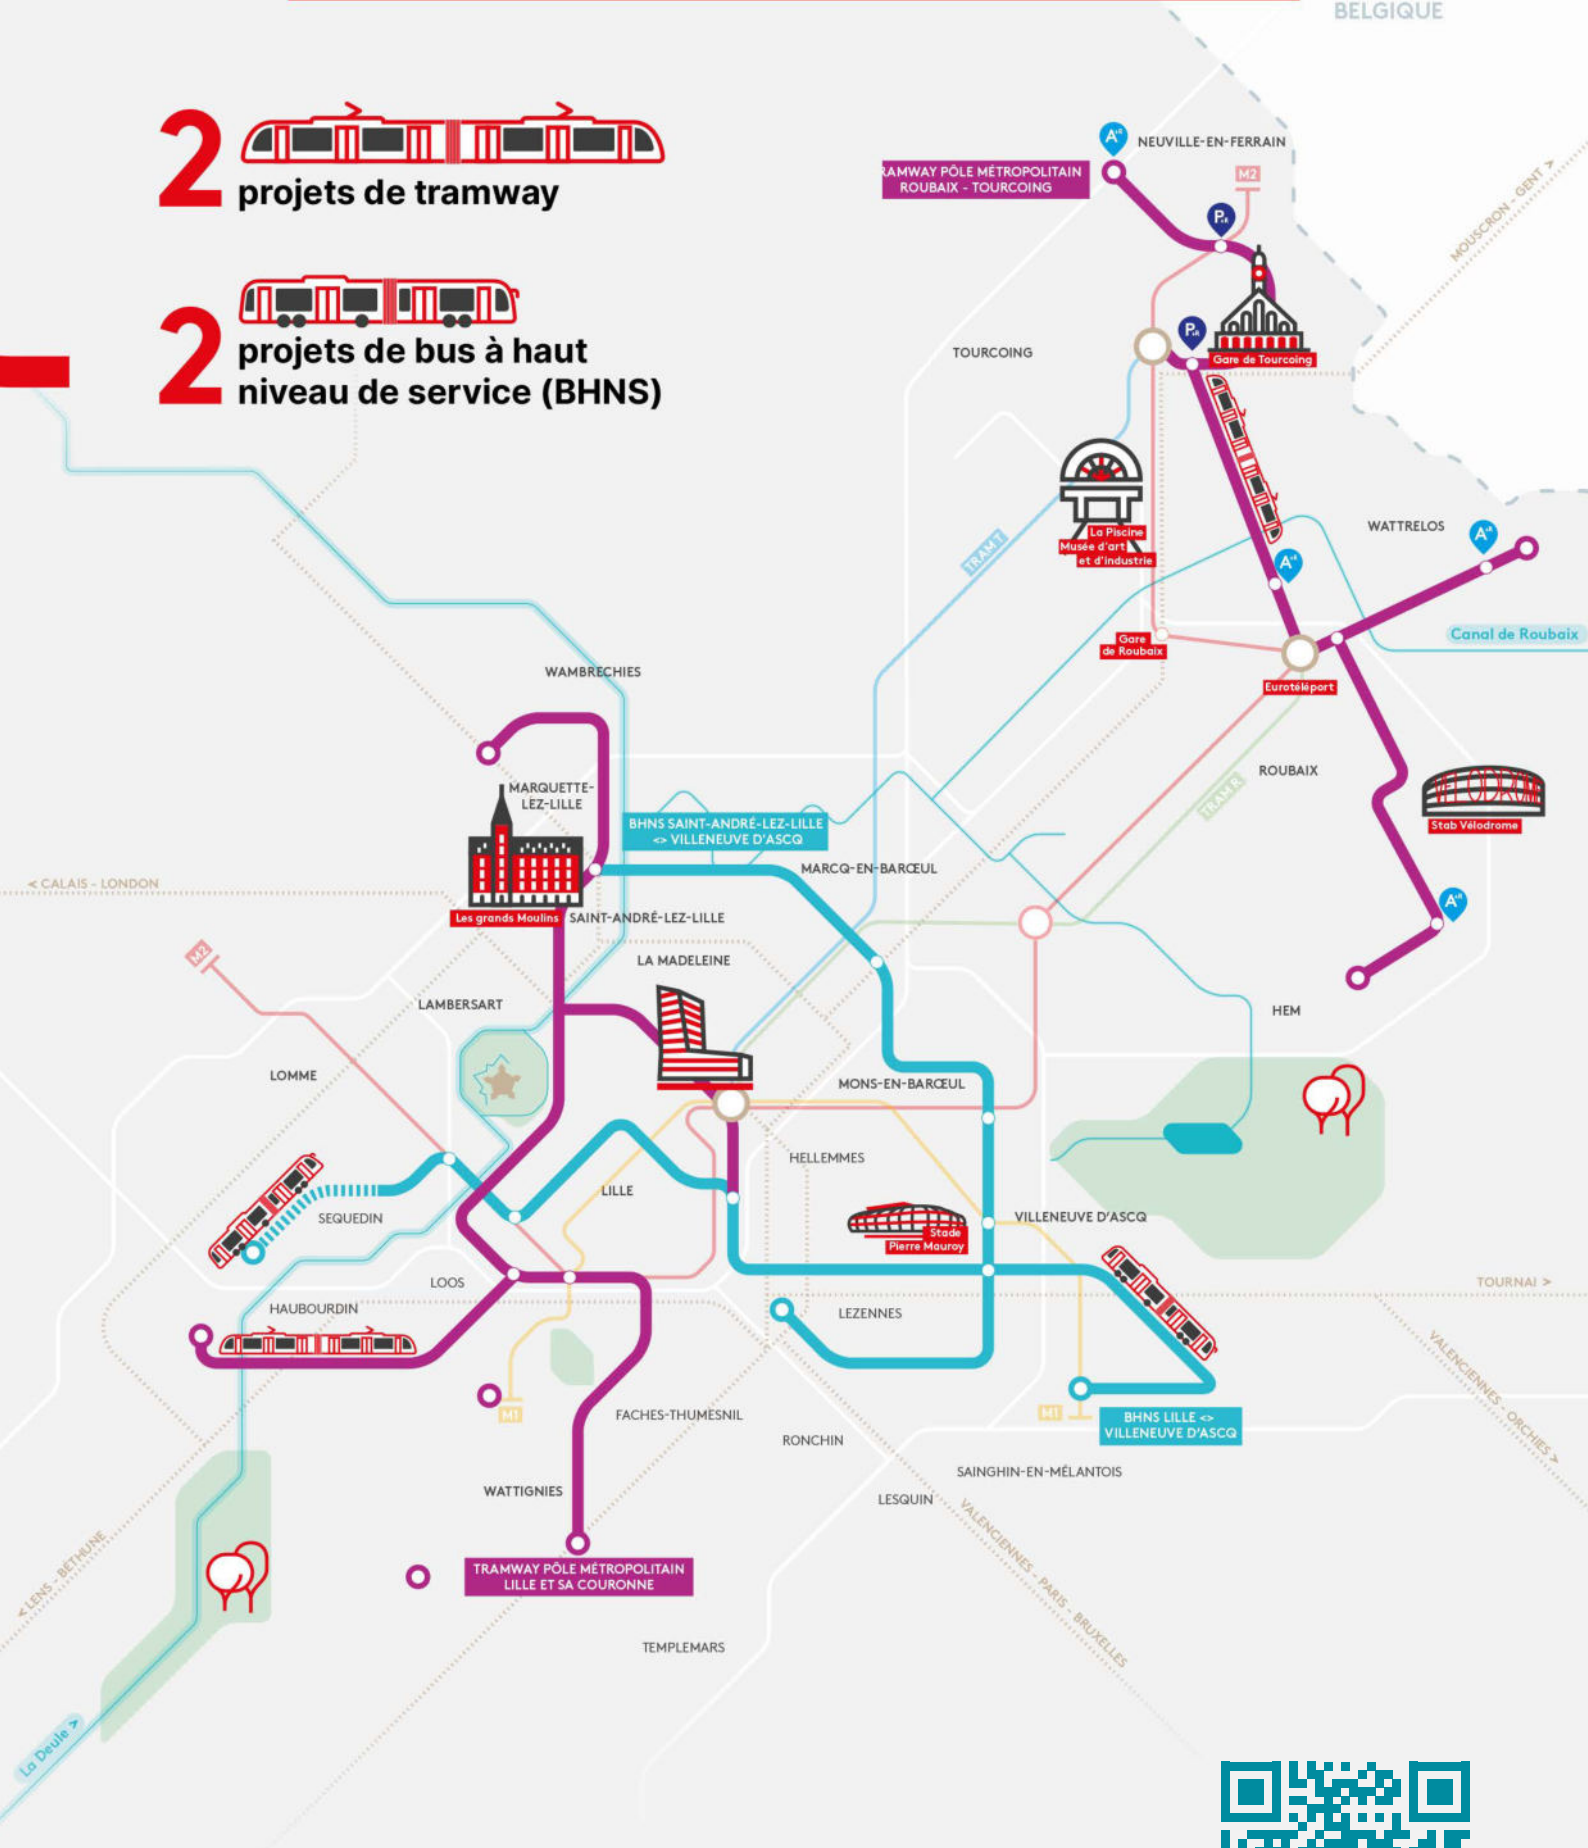 BELGIQUE
2
projets de tramway
2
projets de bus à haut
niveau de service (BHNS)
A+R
NEUVILLE-EN-FERRAIN
RAMWAY PÔLE MÉTROPOLITAIN
ROUBAIX - TOURCOING
M2
P+R
MOUSCRON - GENT >
P+R
TOURCOING
Gare de Tourcoing
La Piscine
Musée d'art
et d'industrie
TRAM T
WATTRELOS
A+R
A+R
Canal de Roubaix
Gare
de Roubaix
Eurotéléport
WAMBRECHIES
ROUBAIX
TRAM R
VELODROME
Stab Vélodrome
MARQUETTE-
LEZ-LILLE
BHNS SAINT-ANDRÉ-LEZ-LILLE
<> VILLENEUVE D'ASCQ
MARCQ-EN-BARŒUL
< CALAIS - LONDON
Les grands Moulins
SAINT-ANDRÉ-LEZ-LILLE
A+R
M2
LA MADELEINE
LAMBERSART
HEM
LOMME
MONS-EN-BARŒUL
HELLEMMES
LILLE
SEQUEDIN
VILLENEUVE D'ASCQ
Stade
Pierre Mauroy
LOOS
TOURNAI >
HAUBOURDIN
LEZENNES
VALENCIENNES - ORCHIES >
M1
FACHES-THUMESNIL
M1
BHNS LILLE <>
VILLENEUVE D'ASCQ
RONCHIN
SAINGHIN-EN-MÉLANTOIS
WATTIGNIES
LESQUIN
VALENCIENNES - PARIS - BRUXELLES
< LENS - BÉTHUNE
TRAMWAY PÔLE MÉTROPOLITAIN
LILLE ET SA COURONNE
TEMPLEMARS
La Deule >